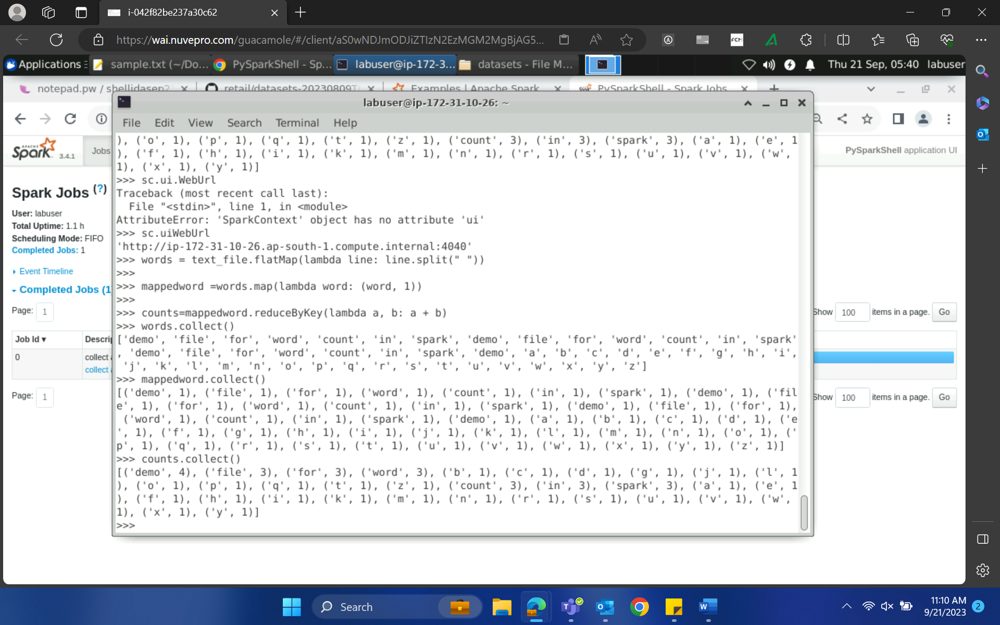 i-042f82be237a30c62
https://wai.nuvepro.com/guacamole/#/client/aS0wNDJmODJiZTIzN2EzMGM2MgBjAG5...
Applications
sample.txt (~/Do...
PySparkShell - Sp...
labuser@ip-172-3...
datasets - File M...
Thu 21 Sep, 05:40 labuser
notepad.pw / shellidasep2
retail/datasets-20230809T
Examples | Apache Spark
PySparkShell - Spark Jobs
labuser@ip-172-31-10-26: ~
File Edit View Search Terminal Help
APACHE
Spark 3.4.1
Jobs
PySparkShell application UI
Spark Jobs (?)
User: labuser
Total Uptime: 1.1 h
Scheduling Mode: FIFO
Completed Jobs: 1
Event Timeline
Completed Jobs (1
Page: 1
Show 100 items in a page. Go
Job Id ▾ Descrip
0 collect
collect
Page: 1
Show 100 items in a page. Go
), ('o', 1), ('p', 1), ('q', 1), ('t', 1), ('z', 1), ('count', 3), ('in', 3), ('spark', 3), ('a', 1), ('e', 1
), ('f', 1), ('h', 1), ('i', 1), ('k', 1), ('m', 1), ('n', 1), ('r', 1), ('s', 1), ('u', 1), ('v', 1), ('w',
1), ('x', 1), ('y', 1)]
>>> sc.ui.WebUrl
Traceback (most recent call last):
  File "<stdin>", line 1, in <module>
AttributeError: 'SparkContext' object has no attribute 'ui'
>>> sc.uiWebUrl
'http://ip-172-31-10-26.ap-south-1.compute.internal:4040'
>>> words = text_file.flatMap(lambda line: line.split(" "))
>>>
>>> mappedword =words.map(lambda word: (word, 1))
>>>
>>> counts=mappedword.reduceByKey(lambda a, b: a + b)
>>> words.collect()
['demo', 'file', 'for', 'word', 'count', 'in', 'spark', 'demo', 'file', 'for', 'word', 'count', 'in', 'spark'
, 'demo', 'file', 'for', 'word', 'count', 'in', 'spark', 'demo', 'a', 'b', 'c', 'd', 'e', 'f', 'g', 'h', 'i',
 'j', 'k', 'l', 'm', 'n', 'o', 'p', 'q', 'r', 's', 't', 'u', 'v', 'w', 'x', 'y', 'z']
>>> mappedword.collect()
[('demo', 1), ('file', 1), ('for', 1), ('word', 1), ('count', 1), ('in', 1), ('spark', 1), ('demo', 1), ('fil
e', 1), ('for', 1), ('word', 1), ('count', 1), ('in', 1), ('spark', 1), ('demo', 1), ('file', 1), ('for', 1),
 ('word', 1), ('count', 1), ('in', 1), ('spark', 1), ('demo', 1), ('a', 1), ('b', 1), ('c', 1), ('d', 1), ('e
', 1), ('f', 1), ('g', 1), ('h', 1), ('i', 1), ('j', 1), ('k', 1), ('l', 1), ('m', 1), ('n', 1), ('o', 1), ('
p', 1), ('q', 1), ('r', 1), ('s', 1), ('t', 1), ('u', 1), ('v', 1), ('w', 1), ('x', 1), ('y', 1), ('z', 1)]
>>> counts.collect()
[('demo', 4), ('file', 3), ('for', 3), ('word', 3), ('b', 1), ('c', 1), ('d', 1), ('g', 1), ('j', 1), ('l', 1
), ('o', 1), ('p', 1), ('q', 1), ('t', 1), ('z', 1), ('count', 3), ('in', 3), ('spark', 3), ('a', 1), ('e', 1
), ('f', 1), ('h', 1), ('i', 1), ('k', 1), ('m', 1), ('n', 1), ('r', 1), ('s', 1), ('u', 1), ('v', 1), ('w',
1), ('x', 1), ('y', 1)]
>>>
Search
11:10 AM
9/21/2023
2